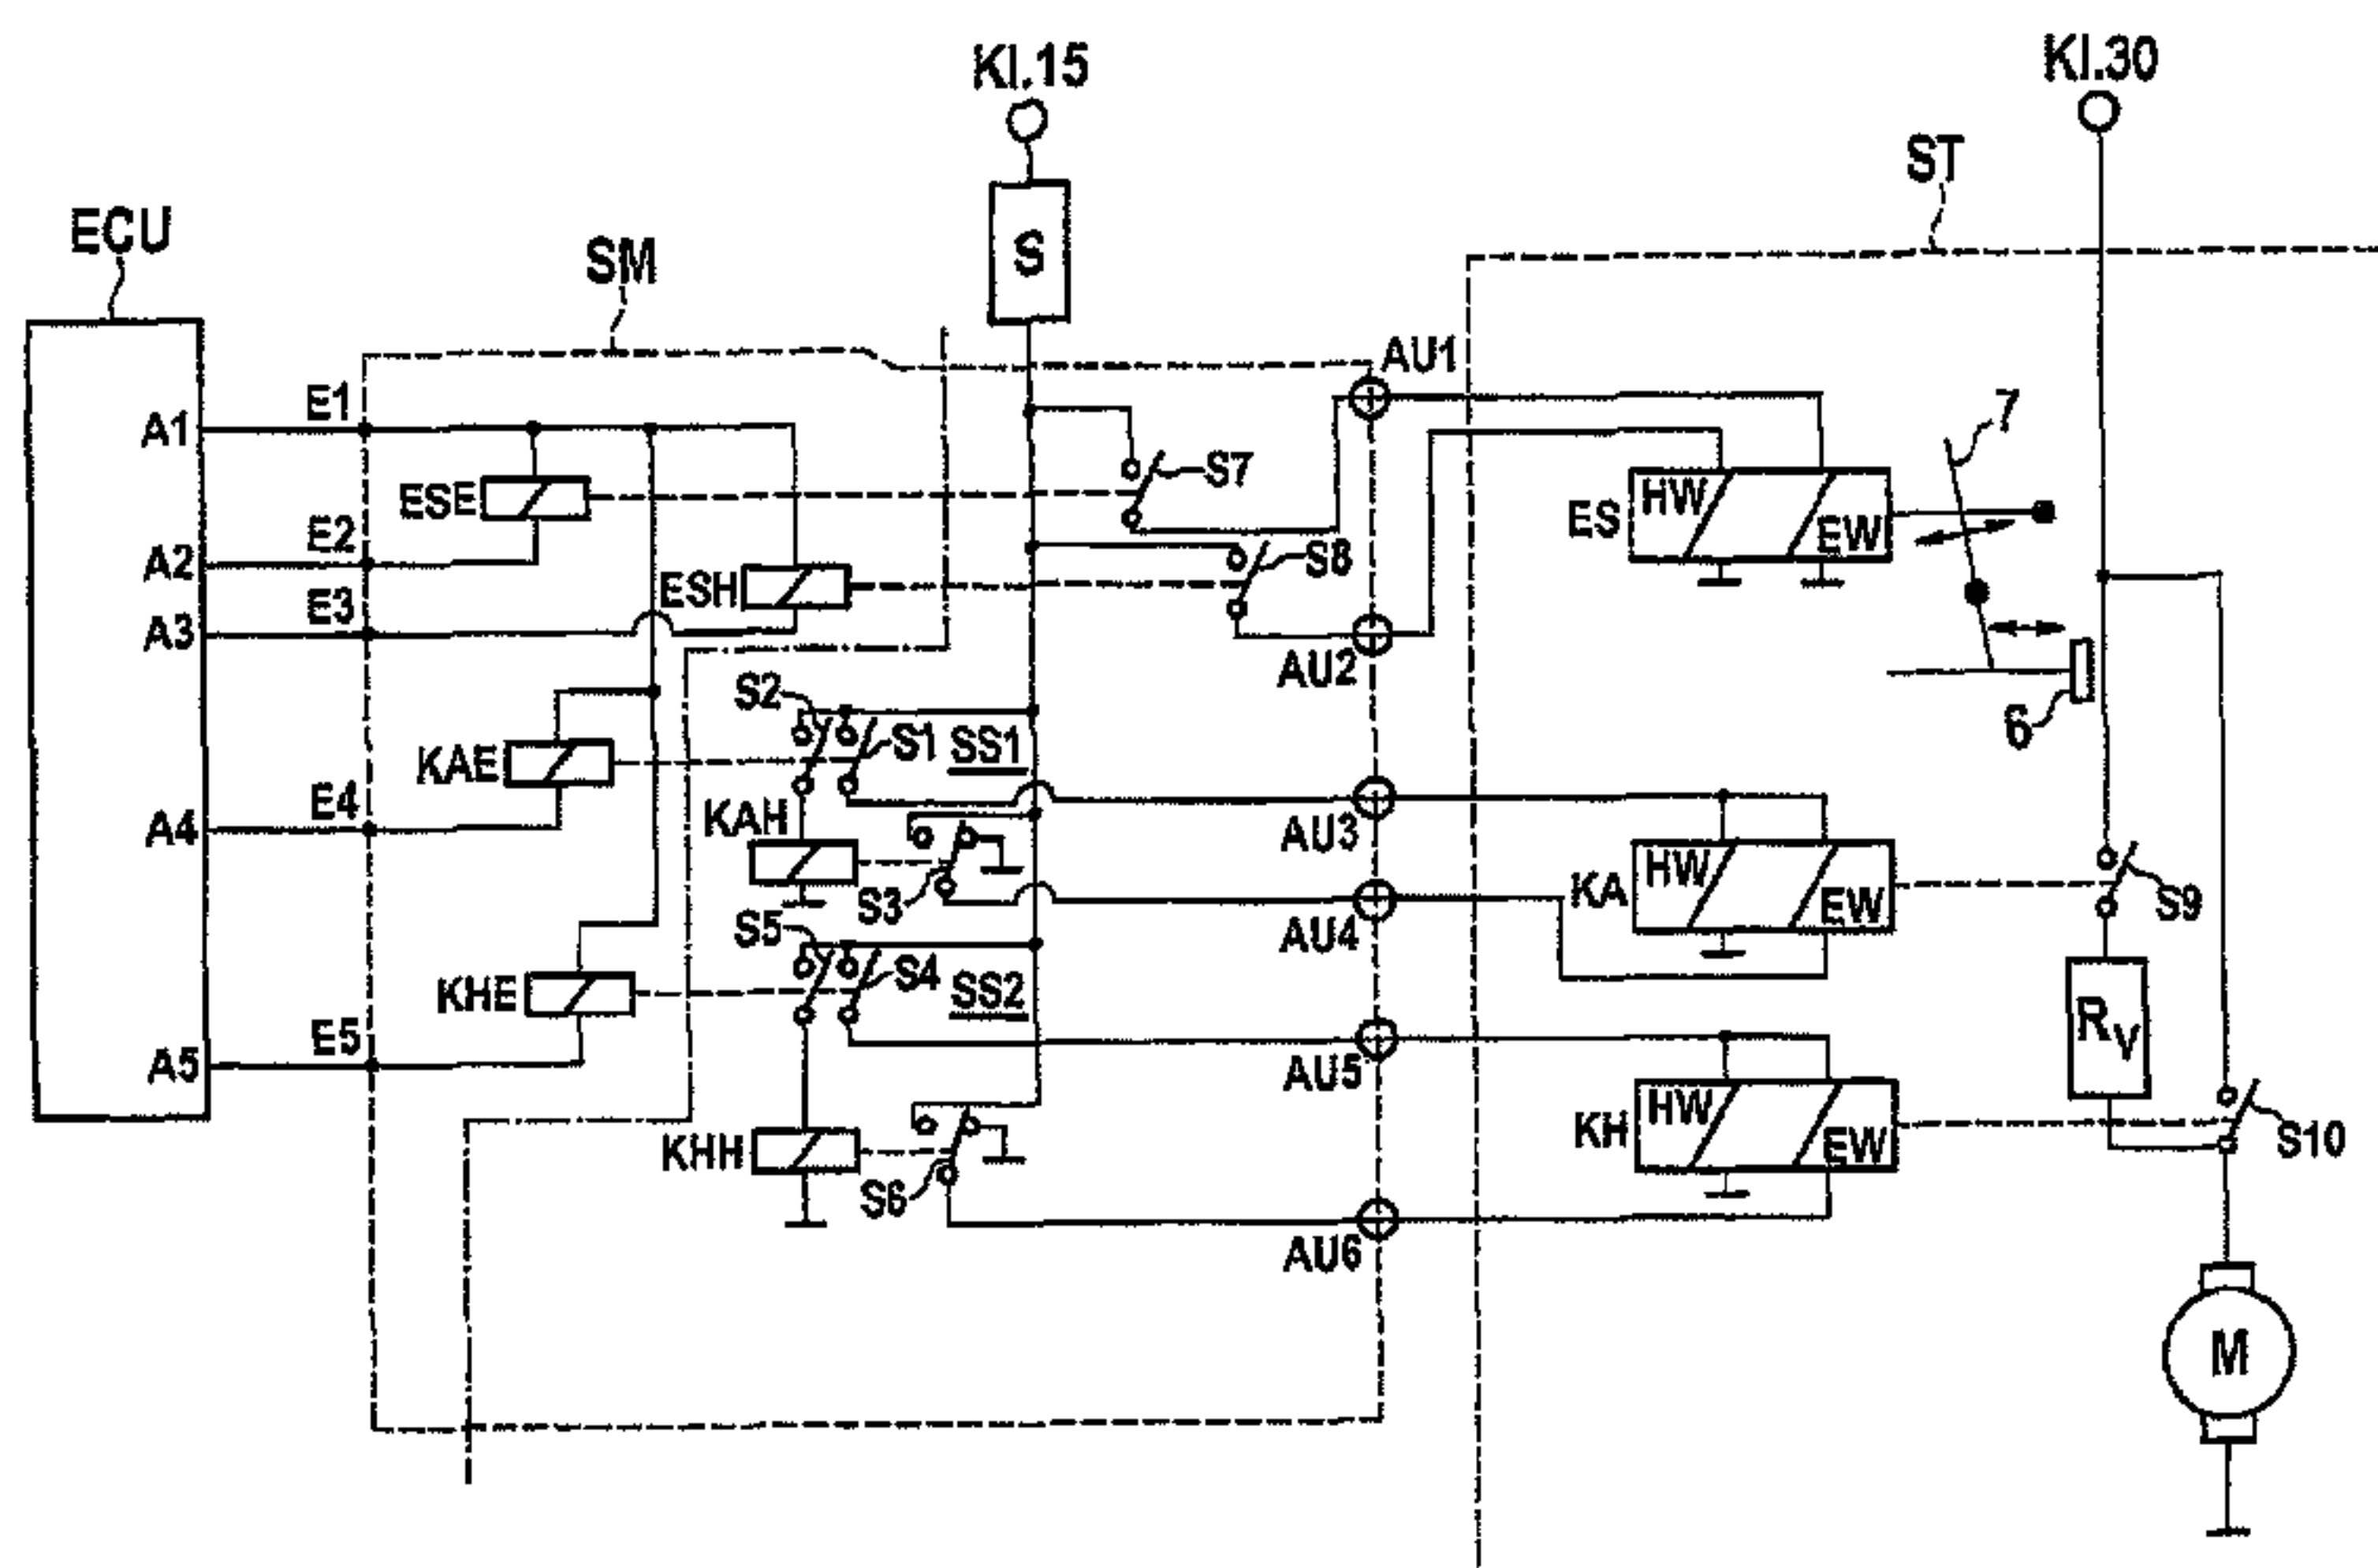 Kl.15
Kl.30
ST
ECU
SM
S
AU1
E1
A1
7
S7
ESE
HW
ES
EW
E2
A2
S8
ESH
E3
A3
AU2
S2
6
S1
SS1
KAE
E4
KAH
A4
AU3
HW
KA
EW
S9
S3
S5
AU4
S4
SS2
KHE
RV
E5
A5
AU5
HW
KH
EW
S10
KHH
S6
AU6
M